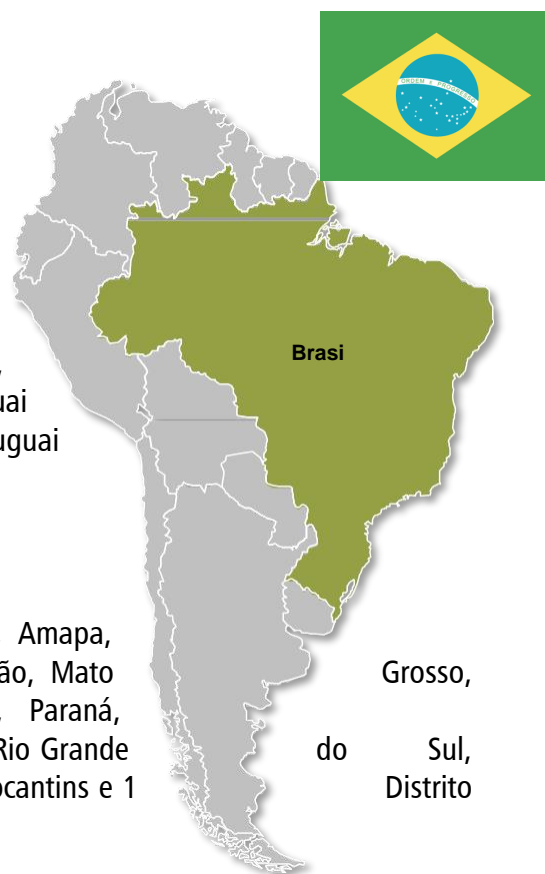 ORDEM E PROGRESSO
Brasi
uai
uguai
Amapa,
ão, Mato Grosso,
Paraná,
Rio Grande do Sul,
ocantins e 1 Distrito